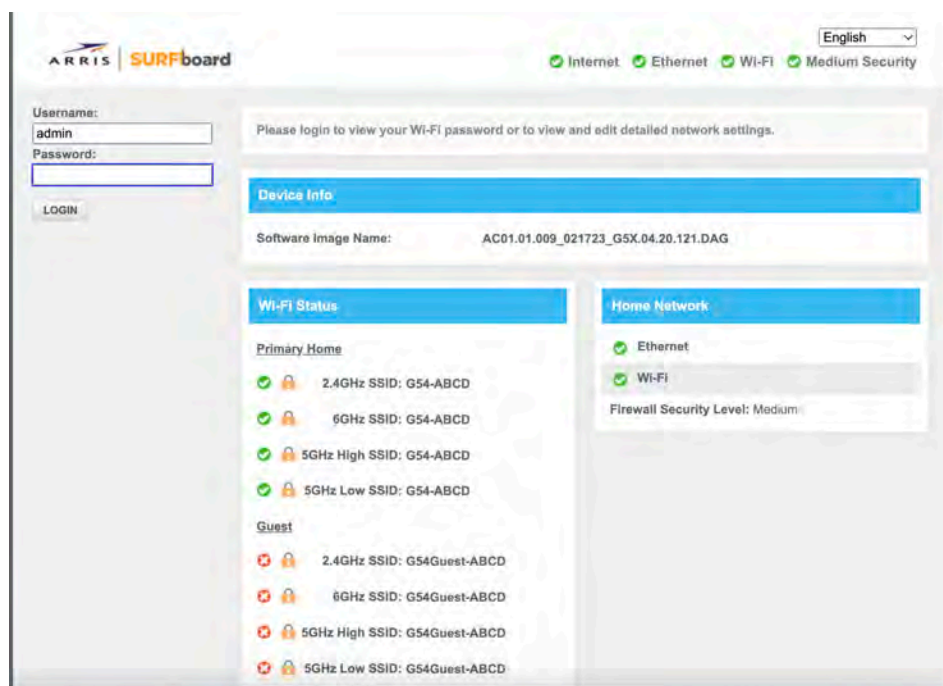 English
ARRIS SURFboard
Internet Ethernet Wi-Fi Medium Security
Username:
admin
Password:
LOGIN
Please login to view your Wi-Fi password or to view and edit detailed network settings.
Device Info
Software Image Name: AC01.01.009_021723_G5X.04.20.121.DAG
Wi-Fi Status
Primary Home
2.4GHz SSID: G54-ABCD
6GHz SSID: G54-ABCD
5GHz High SSID: G54-ABCD
5GHz Low SSID: G54-ABCD
Guest
2.4GHz SSID: G54Guest-ABCD
6GHz SSID: G54Guest-ABCD
5GHz High SSID: G54Guest-ABCD
5GHz Low SSID: G54Guest-ABCD
Home Network
Ethernet
Wi-Fi
Firewall Security Level: Medium